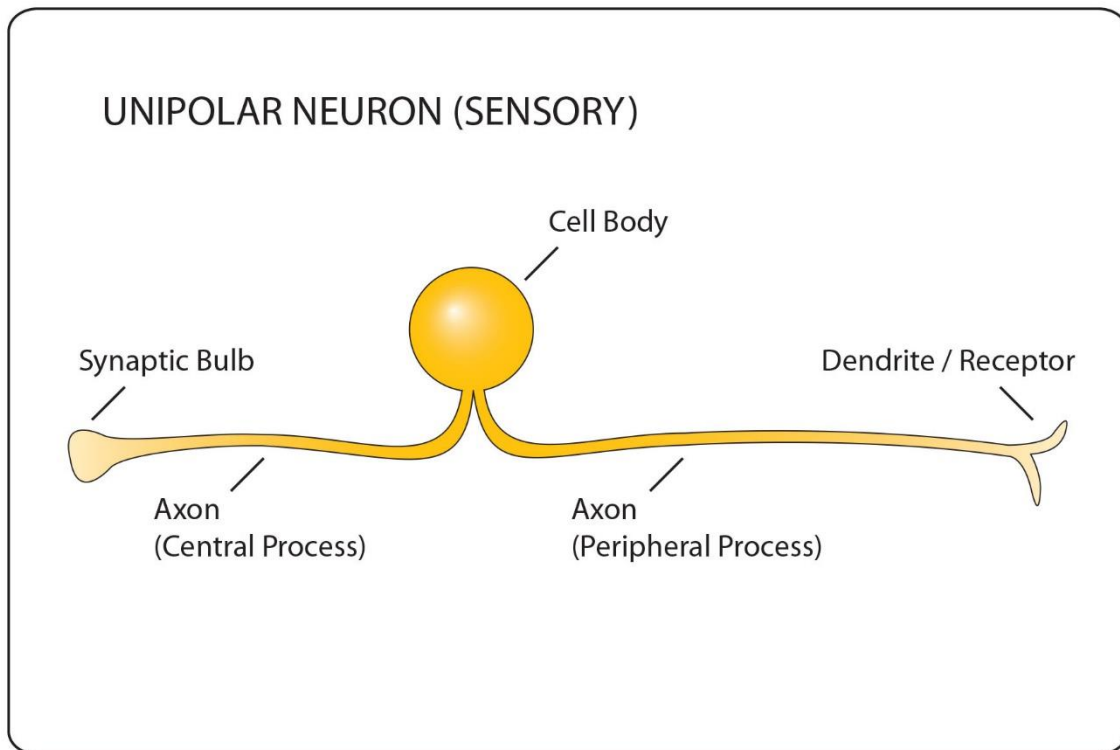 UNIPOLAR NEURON (SENSORY)
Cell Body
Synaptic Bulb
Dendrite / Receptor
Axon
(Central Process)
Axon
(Peripheral Process)